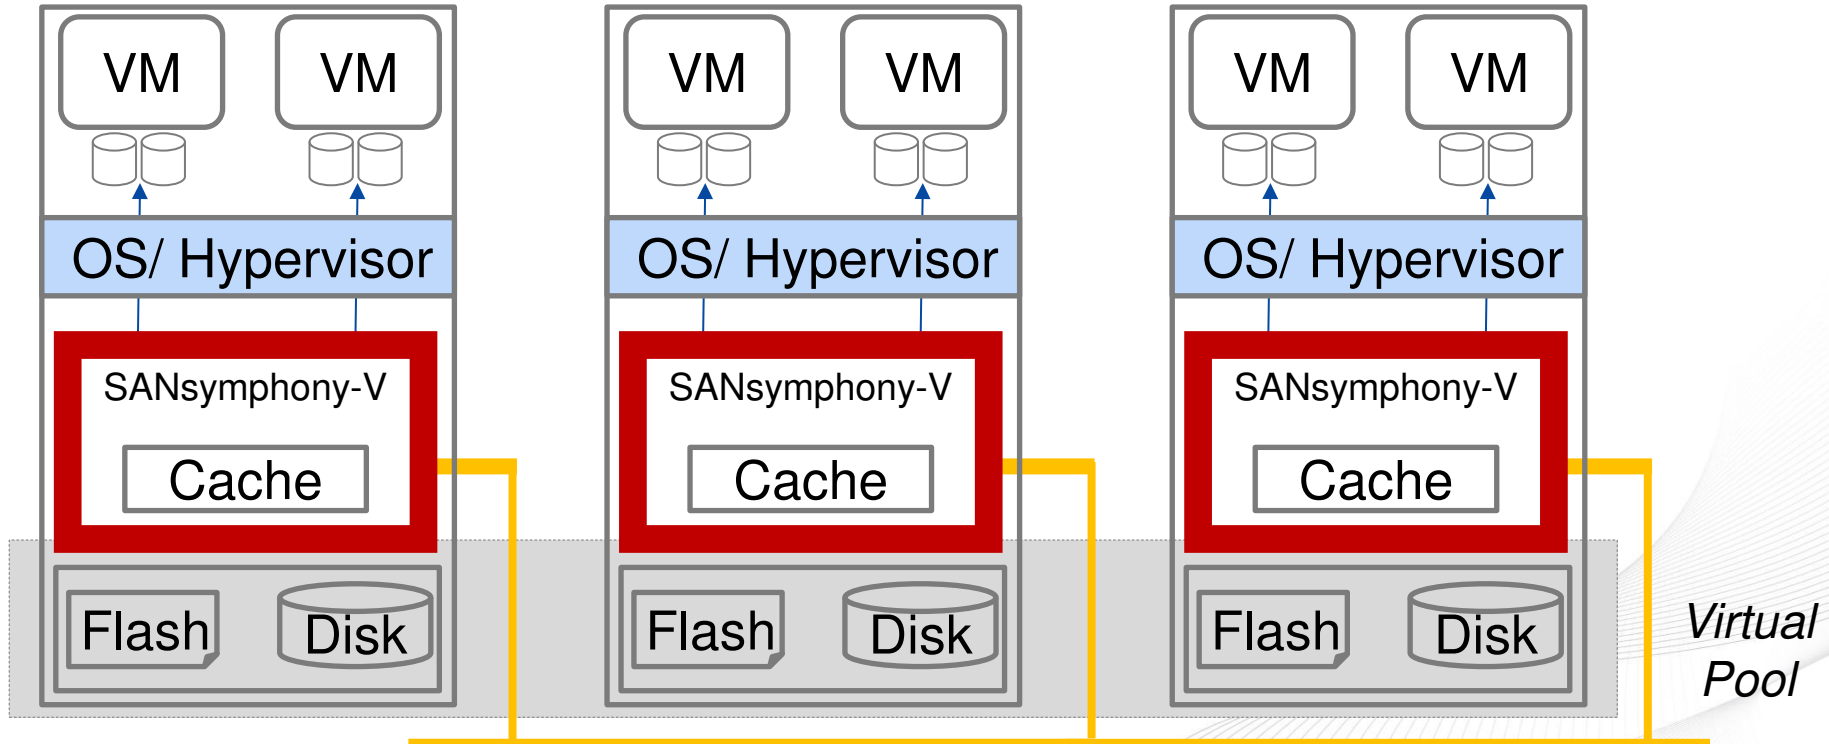 VM VM VM VM VM VM
OS/ Hypervisor OS/ Hypervisor OS/ Hypervisor
SANsymphony-V SANsymphony-V SANsymphony-V
Cache Cache Cache
Flash Disk Flash Disk Flash Disk
Virtual
Pool